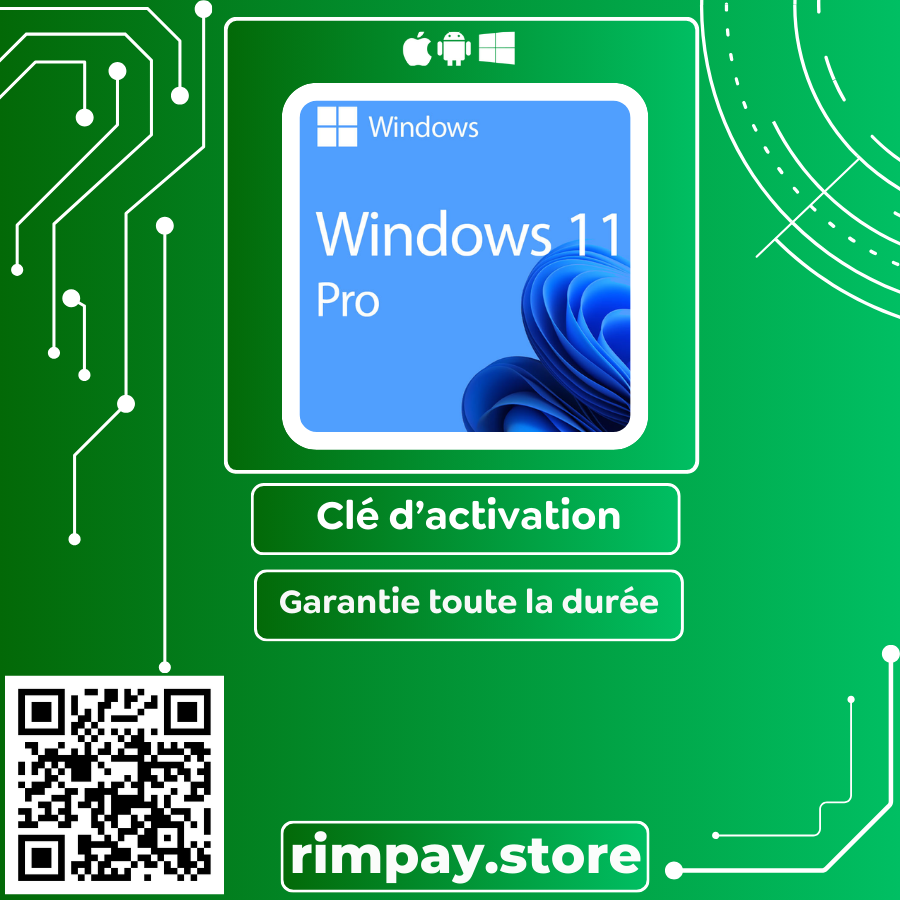 Windows
Windows 11
Pro
Clé d’activation
Garantie toute la durée
rimpay.store